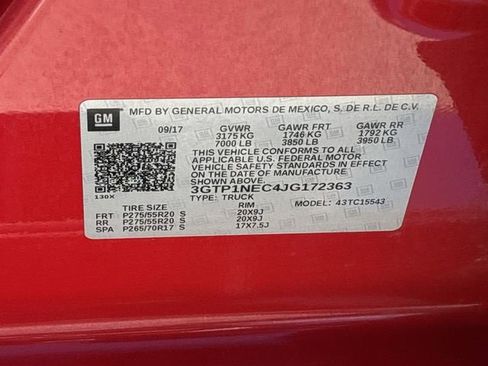 MFD BY GENERAL MOTORS DE MEXICO, S. DE R.L. DE C.V.
GM
09/17 GVWR GAWR FRT GAWR RR
3175 KG 1746 KG 1792 KG
7000 LB 3850 LB 3950 LB
THIS VEHICLE CONFORMS TO ALL
APPLICABLE U.S. FEDERAL MOTOR
VEHICLE SAFETY STANDARDS IN
EFFECT ON THE DATE OF
MANUFACTURE SHOWN ABOVE.
3GTP1NEC4JG172363
130X
TYPE: TRUCK MODEL: 43TC15543
TIRE SIZE RIM
FRT P275/55R20 S 20X9J
RR P275/55R20 S 20X9J
SPA P265/70R17 S 17X7.5J